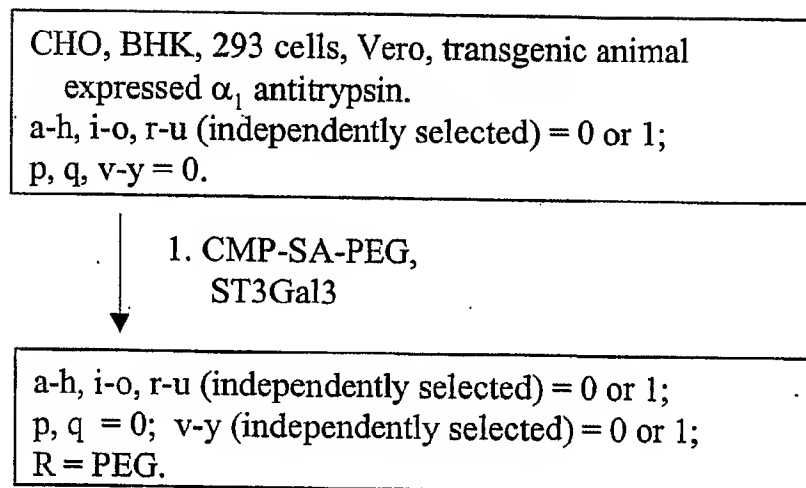 CHO, BHK, 293 cells, Vero, transgenic animal
expressed α₁ antitrypsin.
a-h, i-o, r-u (independently selected) = 0 or 1;
p, q, v-y = 0.
1. CMP-SA-PEG,
ST3Gal3
a-h, i-o, r-u (independently selected) = 0 or 1;
p, q = 0; v-y (independently selected) = 0 or 1;
R = PEG.